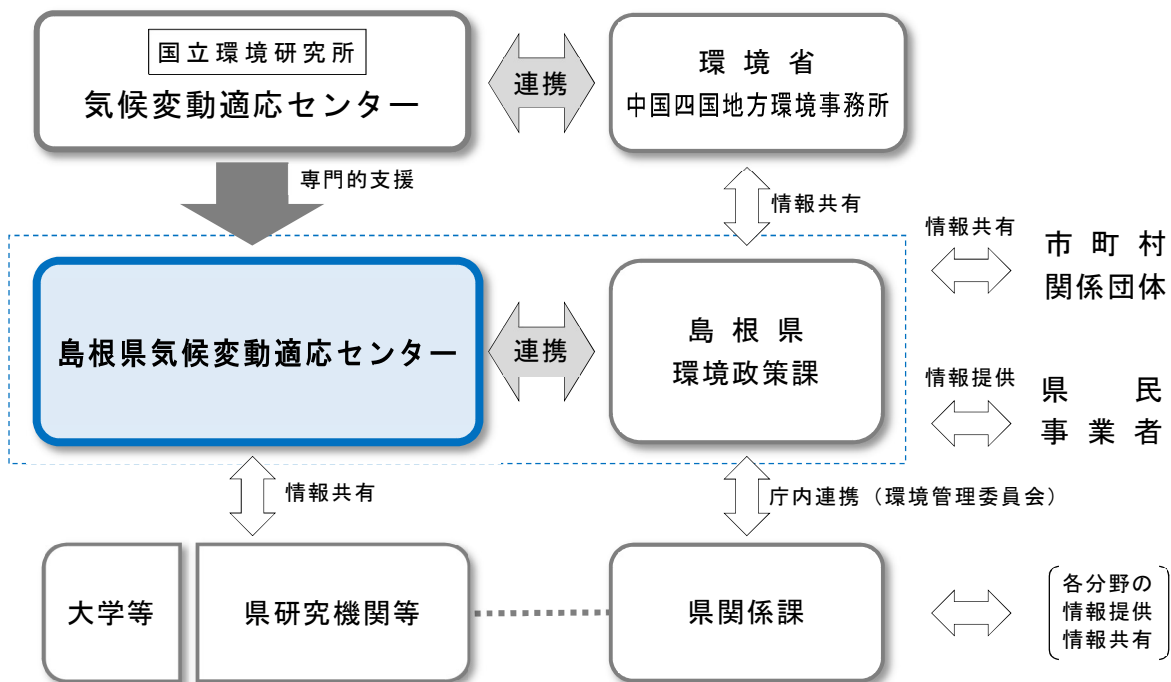 国立環境研究所
気候変動適応センター
連携
環境省
中国四国地方環境事務所
専門的支援
情報共有
島根県気候変動適応センター
連携
島根県
環境政策課
情報共有
市町村
関係団体
情報提供
県民
事業者
情報共有
庁内連携（環境管理委員会）
大学等
県研究機関等
県関係課
各分野の
情報提供
情報共有